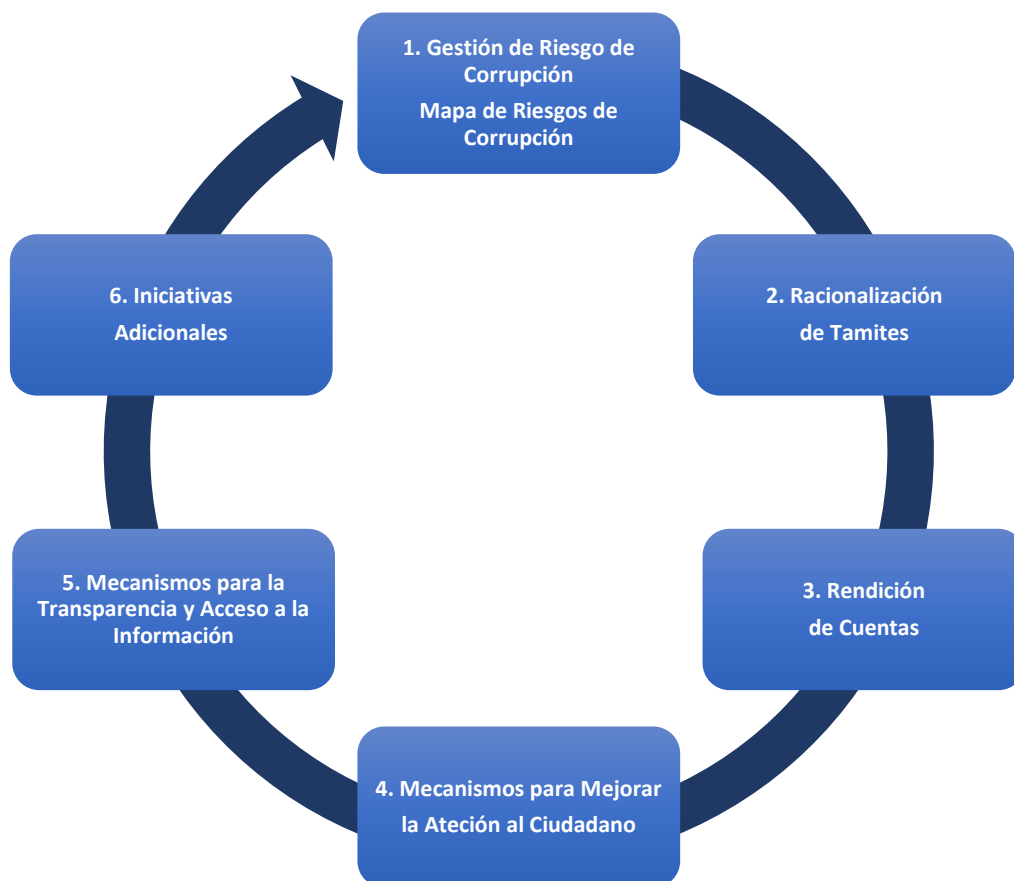 1. Gestión de Riesgo de
Corrupción
Mapa de Riesgos de
Corrupción
2. Racionalización
de Tamites
3. Rendición
de Cuentas
4. Mecanismos para Mejorar
la Ateción al Ciudadano
5. Mecanismos para la
Transparencia y Acceso a la
Información
6. Iniciativas
Adicionales